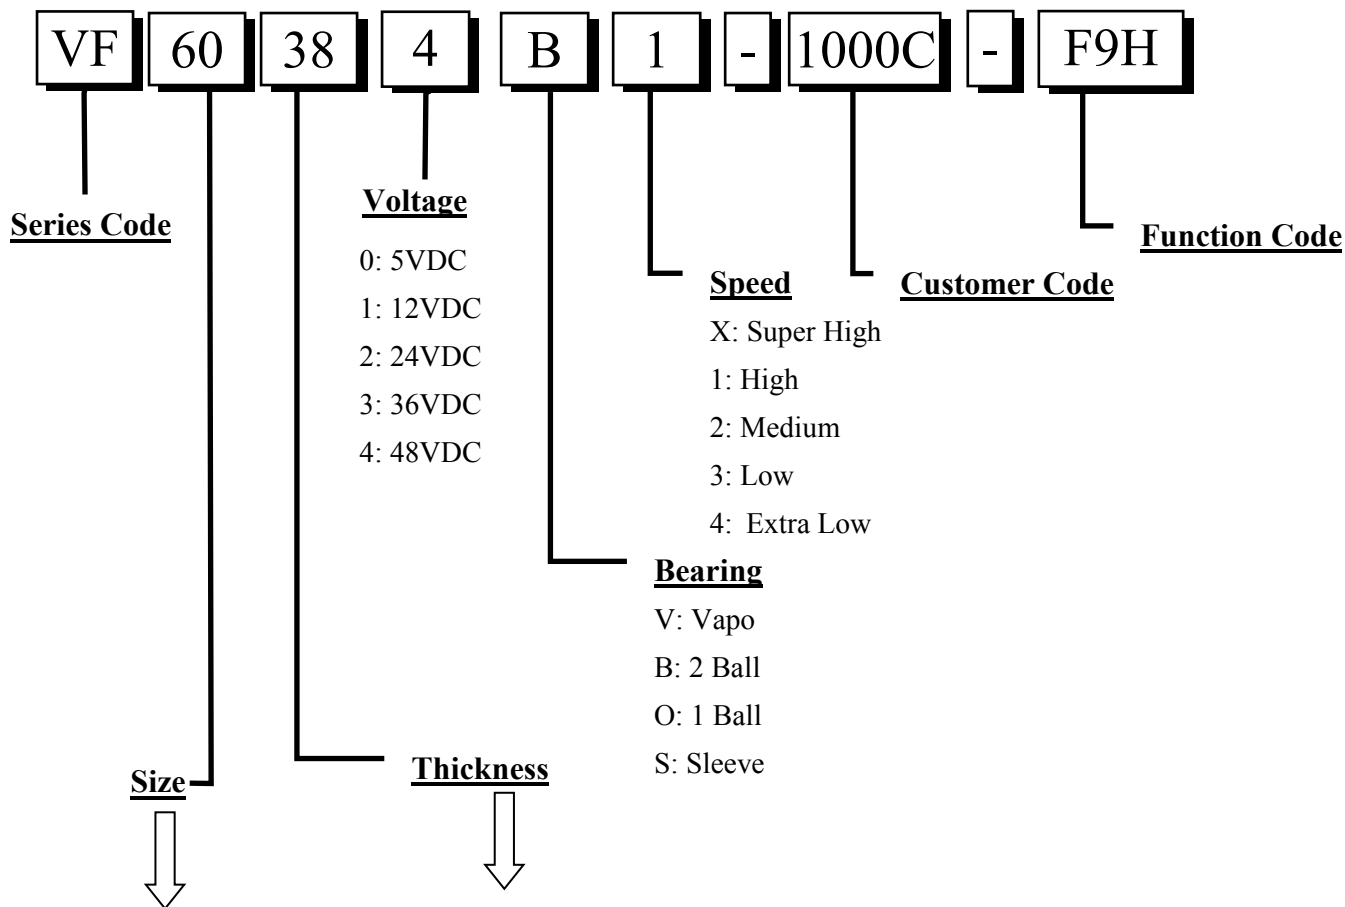 VF 60 38 4 B 1 - 1000C - F9H
Series Code
Voltage
0: 5VDC
1: 12VDC
2: 24VDC
3: 36VDC
4: 48VDC
Function Code
Customer Code
Speed
X: Super High
1: High
2: Medium
3: Low
4: Extra Low
Bearing
V: Vapo
B: 2 Ball
O: 1 Ball
S: Sleeve
Size
Thickness